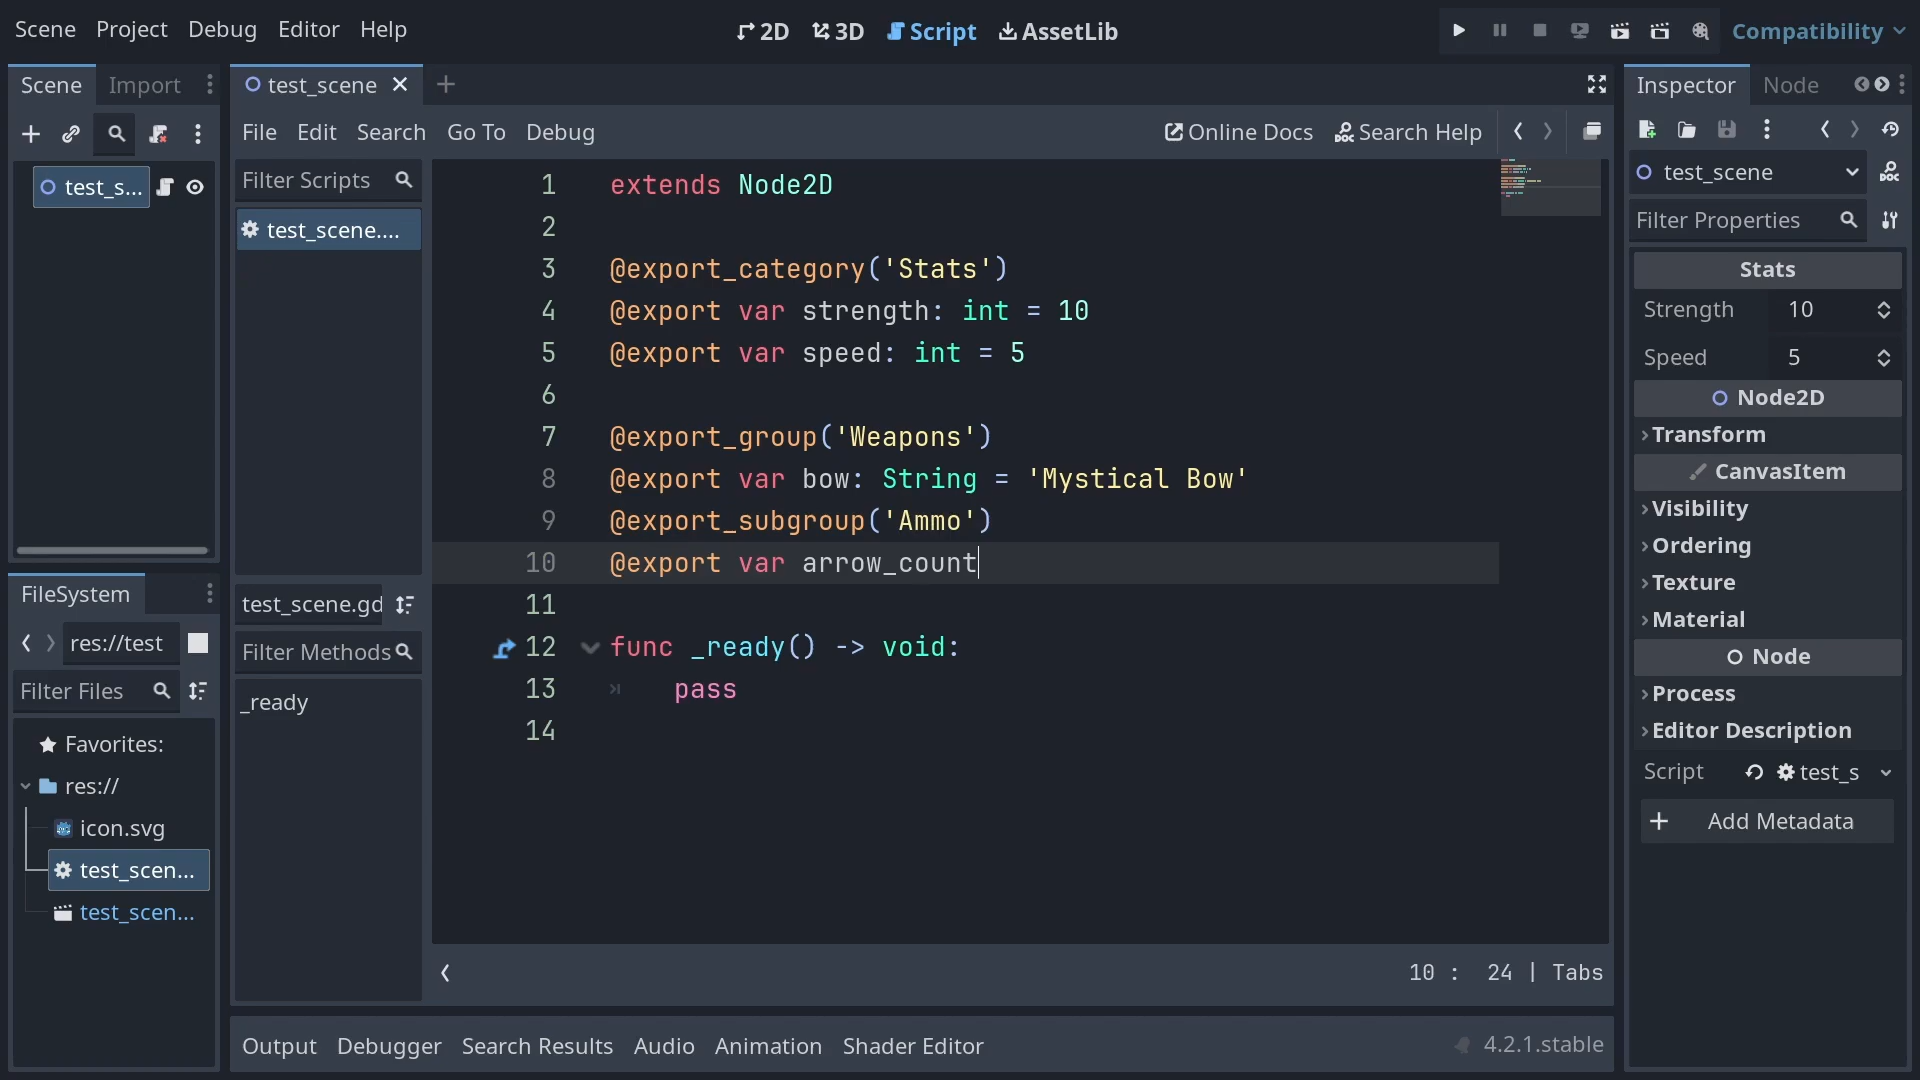 Scene Project Debug Editor Help
2D 3D Script AssetLib
Compatibility
Scene Import
test_s...
FileSystem
res://test
Filter Files
Favorites:
res://
icon.svg
test_scen...
test_scen...
test_scene
File Edit Search Go To Debug
Online Docs Search Help
Filter Scripts
test_scene....
test_scene.gd
Filter Methods
_ready
1 extends Node2D
2
3 @export_category('Stats')
4 @export var strength: int = 10
5 @export var speed: int = 5
6
7 @export_group('Weapons')
8 @export var bow: String = 'Mystical Bow'
9 @export_subgroup('Ammo')
10 @export var arrow_count
11
12 func _ready() -> void:
13 pass
14
10 : 24 | Tabs
Output Debugger Search Results Audio Animation Shader Editor
4.2.1.stable
Inspector Node
test_scene
Filter Properties
Stats
Strength 10
Speed 5
Node2D
Transform
CanvasItem
Visibility
Ordering
Texture
Material
Node
Process
Editor Description
Script test_s
Add Metadata